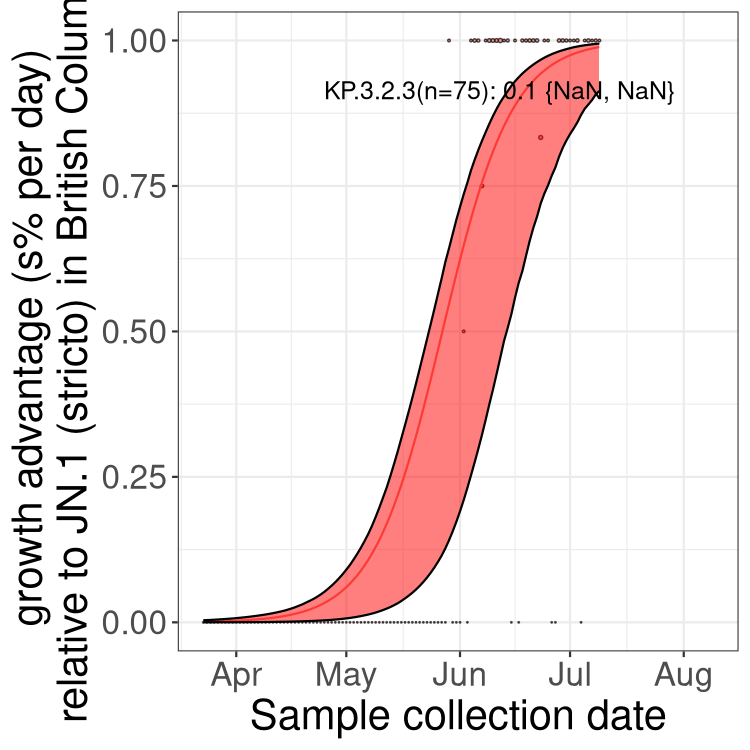 growth advantage (s% per day)
relative to JN.1 (stricto) in British Colum
1.00
0.75
0.50
0.25
0.00
KP.3.2.3(n=75): 0.1 {NaN, NaN}
Apr May Jun Jul Aug
Sample collection date